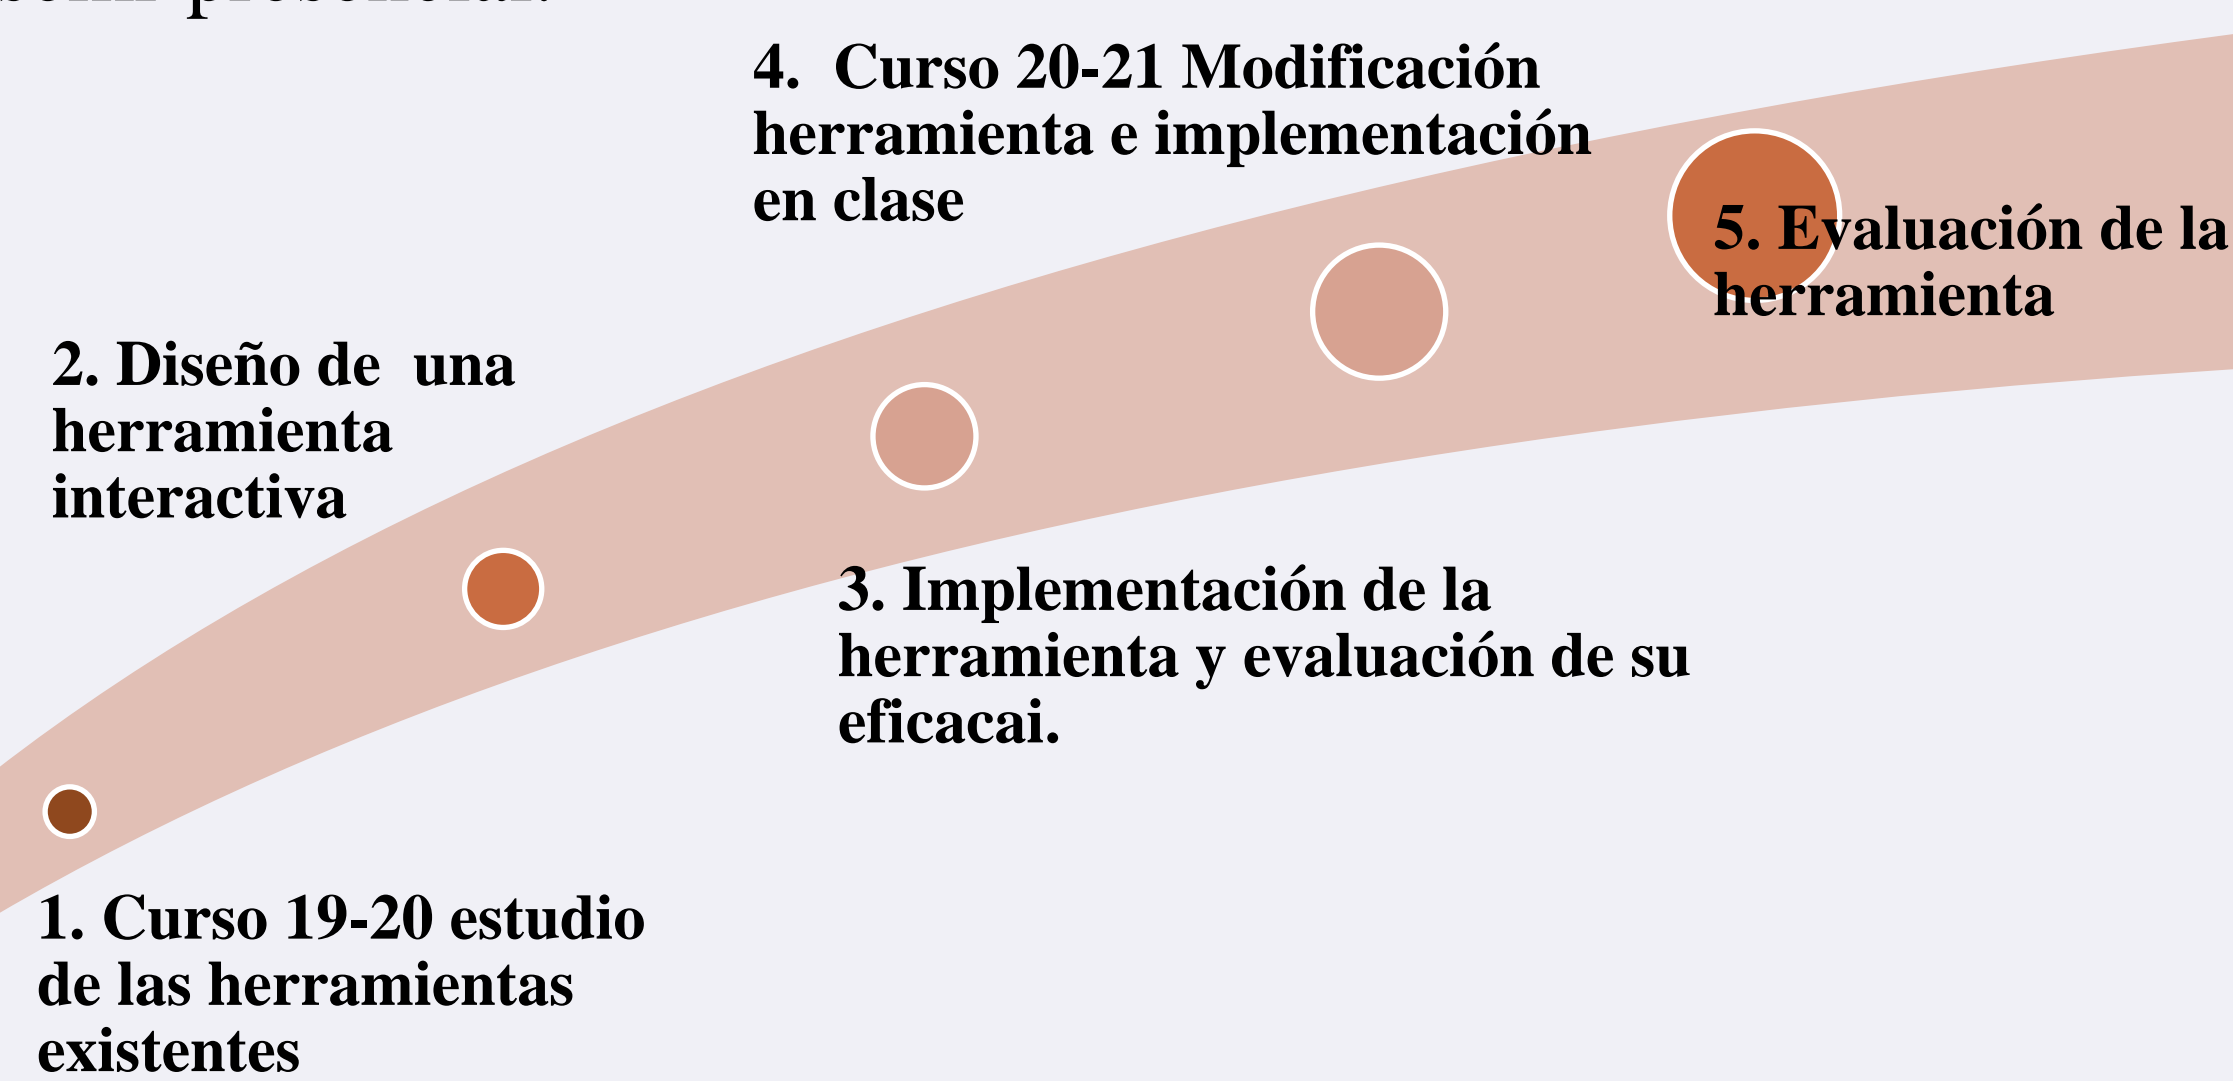 4.  Curso 20-21 Modificación
herramienta e implementación
en clase
5. Evaluación de la
herramienta
2. Diseño de  una
herramienta
interactiva
3. Implementación de la
herramienta y evaluación de su
eficacai.
1. Curso 19-20 estudio
de las herramientas
existentes